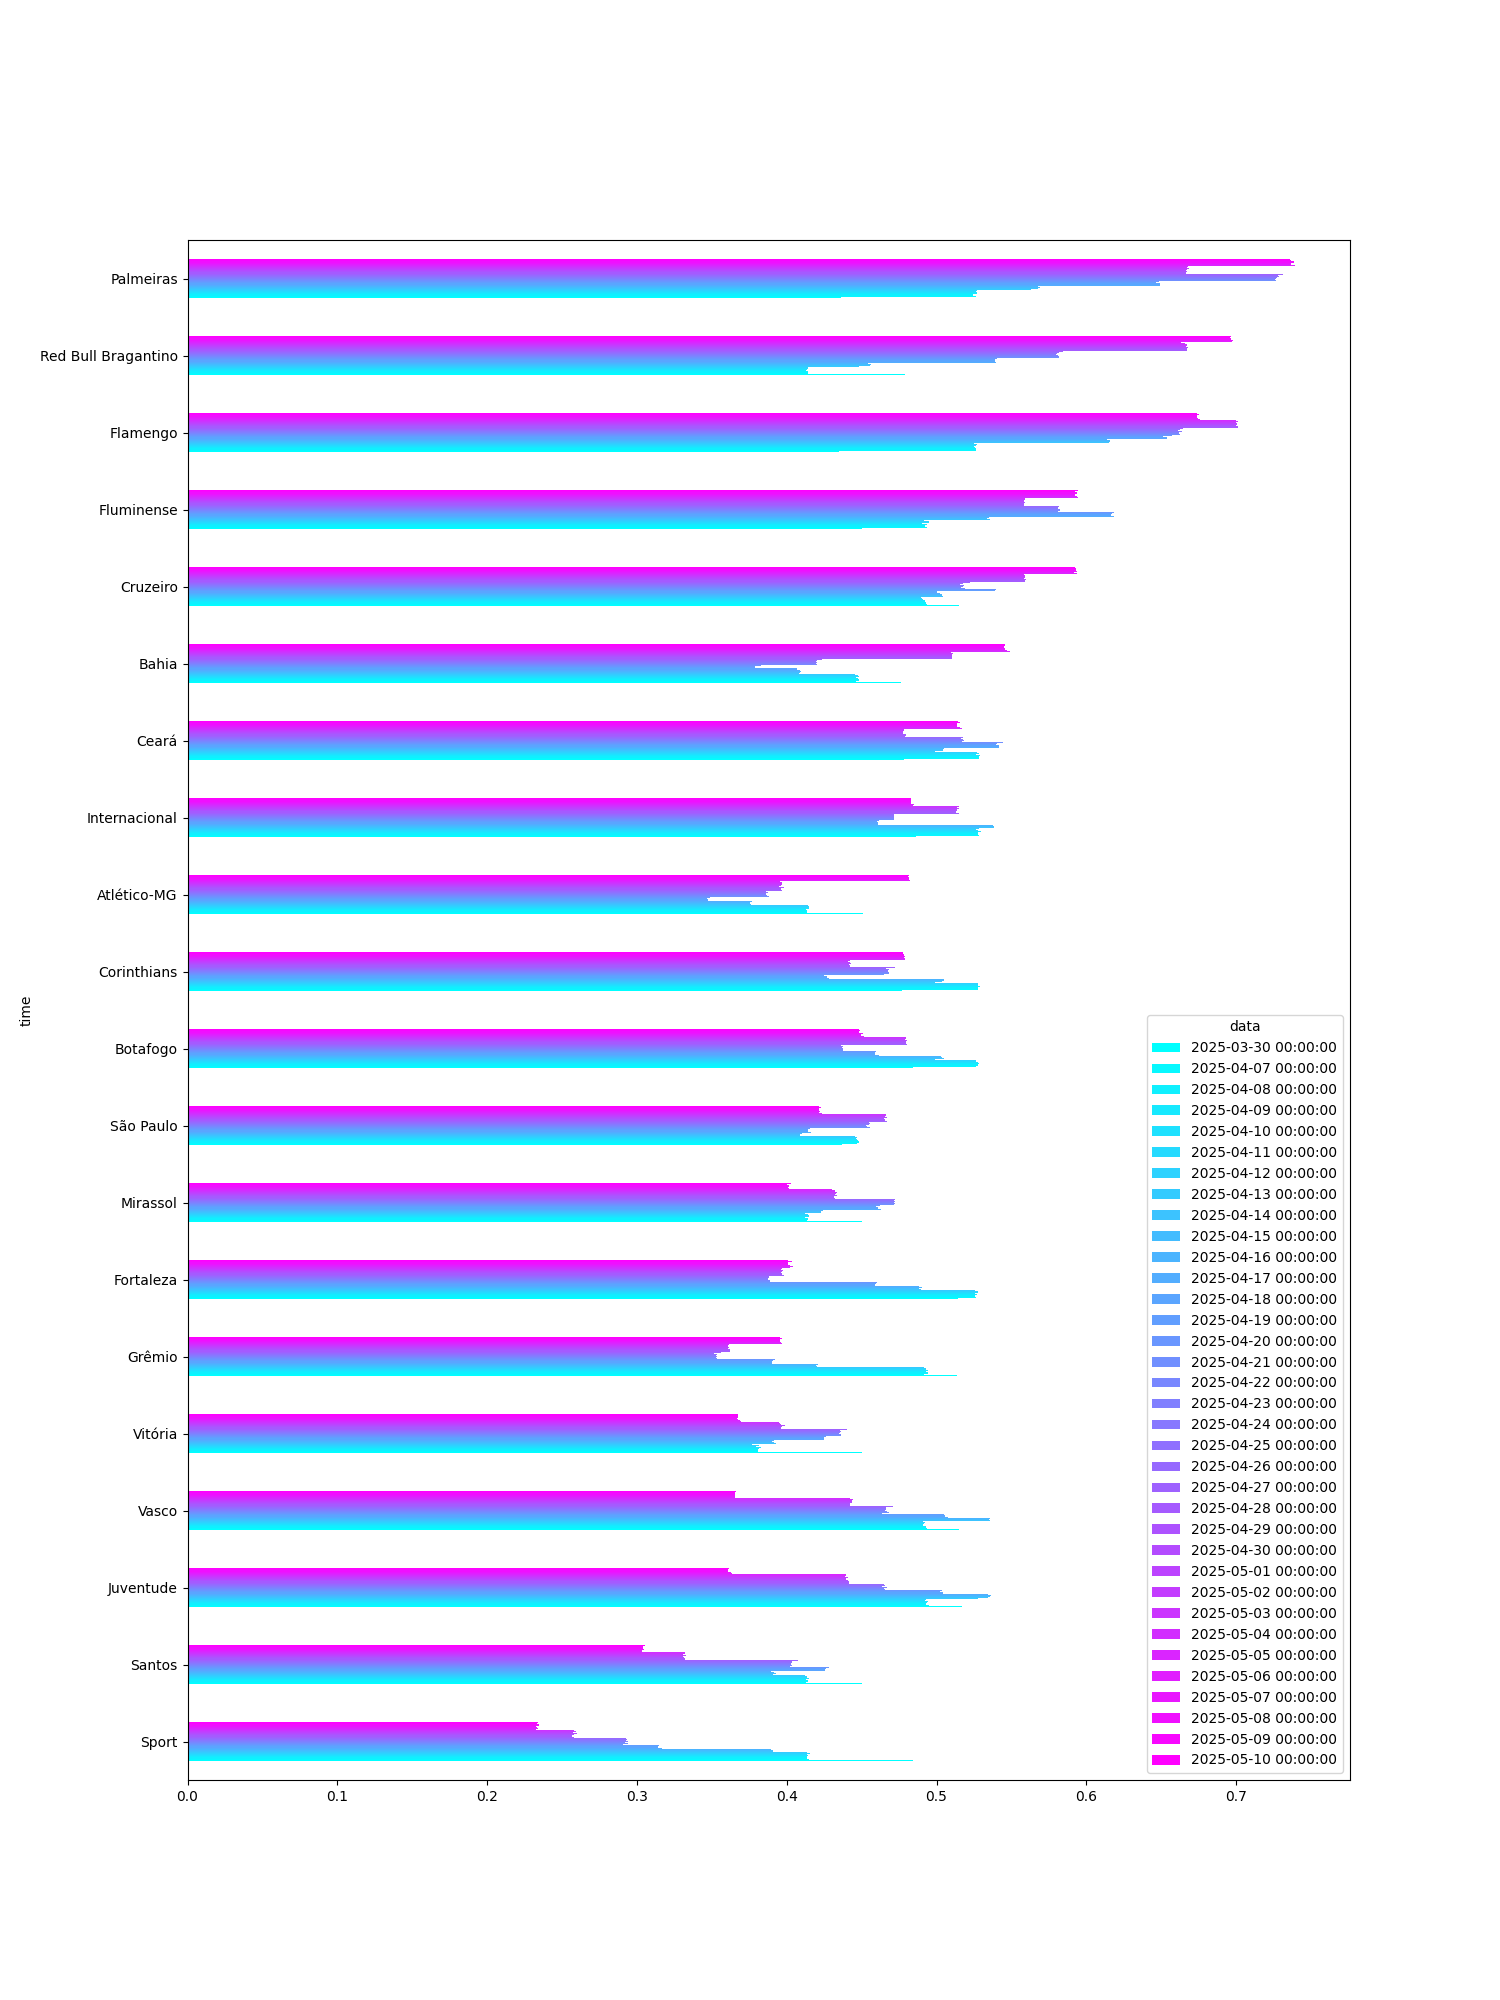 Palmeiras
Red Bull Bragantino
Flamengo
Fluminense
Cruzeiro
Bahia
Ceará
Internacional
Atlético-MG
Corinthians
Botafogo
São Paulo
Mirassol
Fortaleza
Grêmio
Vitória
Vasco
Juventude
Santos
Sport
time
0.0 0.1 0.2 0.3 0.4 0.5 0.6 0.7
data
2025-03-30 00:00:00
2025-04-07 00:00:00
2025-04-08 00:00:00
2025-04-09 00:00:00
2025-04-10 00:00:00
2025-04-11 00:00:00
2025-04-12 00:00:00
2025-04-13 00:00:00
2025-04-14 00:00:00
2025-04-15 00:00:00
2025-04-16 00:00:00
2025-04-17 00:00:00
2025-04-18 00:00:00
2025-04-19 00:00:00
2025-04-20 00:00:00
2025-04-21 00:00:00
2025-04-22 00:00:00
2025-04-23 00:00:00
2025-04-24 00:00:00
2025-04-25 00:00:00
2025-04-26 00:00:00
2025-04-27 00:00:00
2025-04-28 00:00:00
2025-04-29 00:00:00
2025-04-30 00:00:00
2025-05-01 00:00:00
2025-05-02 00:00:00
2025-05-03 00:00:00
2025-05-04 00:00:00
2025-05-05 00:00:00
2025-05-06 00:00:00
2025-05-07 00:00:00
2025-05-08 00:00:00
2025-05-09 00:00:00
2025-05-10 00:00:00